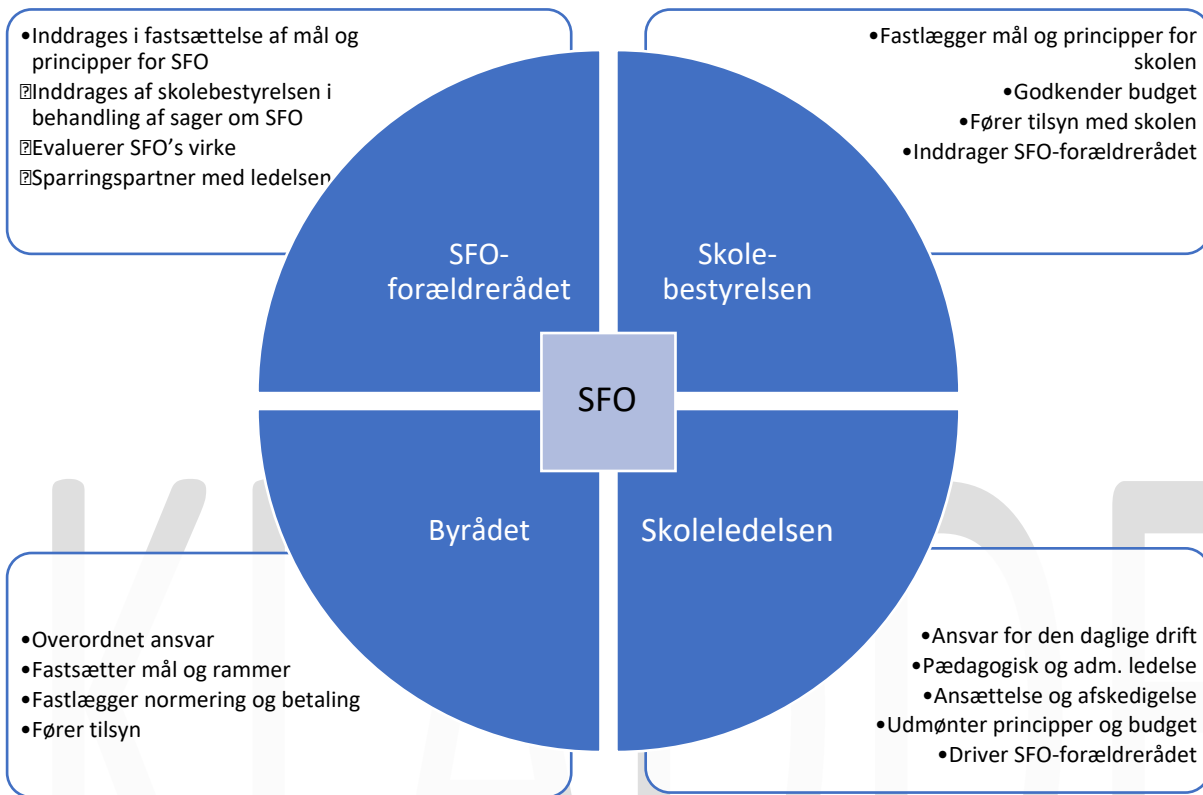 •Inddrages i fastsættelse af mål og
principper for SFO
⍰Inddrages af skolebestyrelsen i
behandling af sager om SFO
⍰Evaluerer SFO's virke
⍰Sparringspartner med ledelsen
•Fastlægger mål og principper for
skolen
•Godkender budget
•Fører tilsyn med skolen
•Inddrager SFO-forældrerådet
SFO-
forældrerådet
Skole-
bestyrelsen
SFO
Byrådet
Skoleledelsen
•Overordnet ansvar
•Fastsætter mål og rammer
•Fastlægger normering og betaling
•Fører tilsyn
•Ansvar for den daglige drift
•Pædagogisk og adm. ledelse
•Ansættelse og afskedigelse
•Udmønter principper og budget
•Driver SFO-forældrerådet